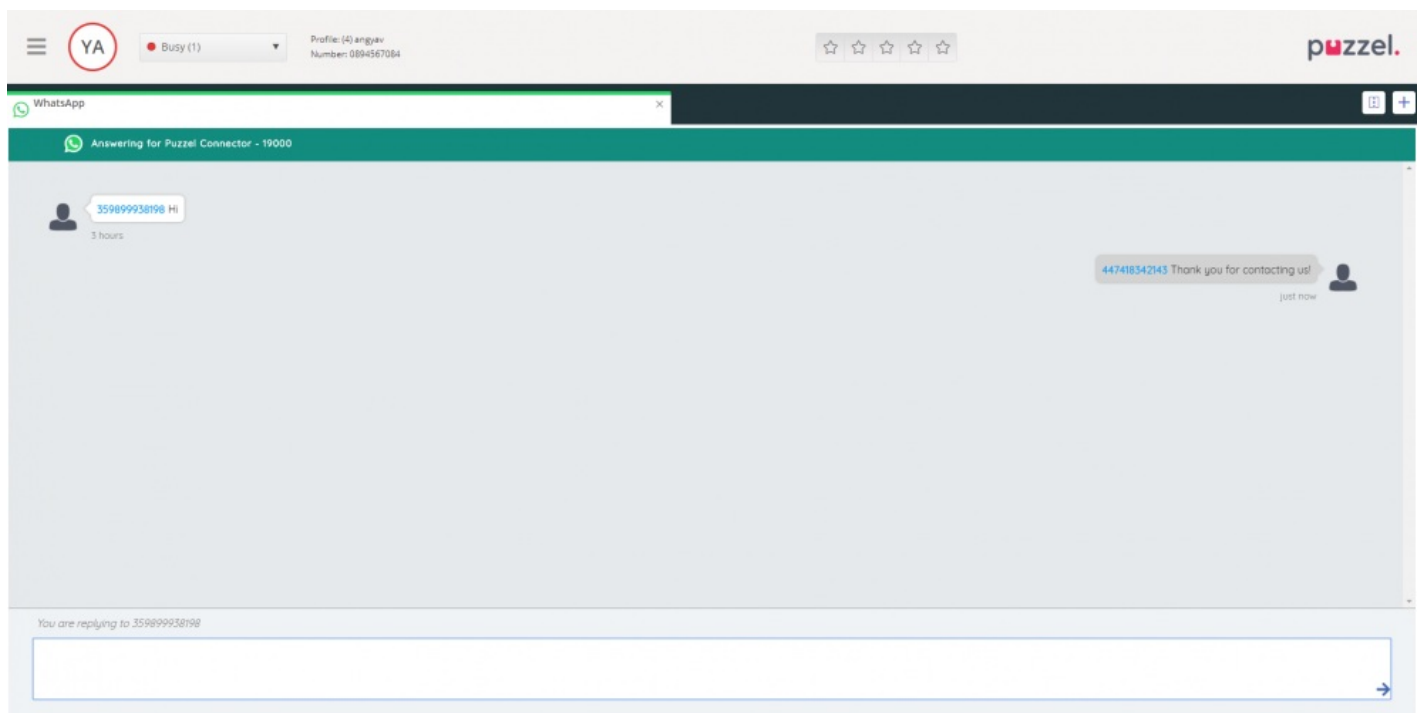 YA
Busy (1)
Profile: (4) angyav
Number: 0894567084
puzzel.
WhatsApp
Answering for Puzzel Connector - 19000
359899938198 Hi
3 hours
447418342143 Thank you for contacting us!
just now
You are replying to 359899938198